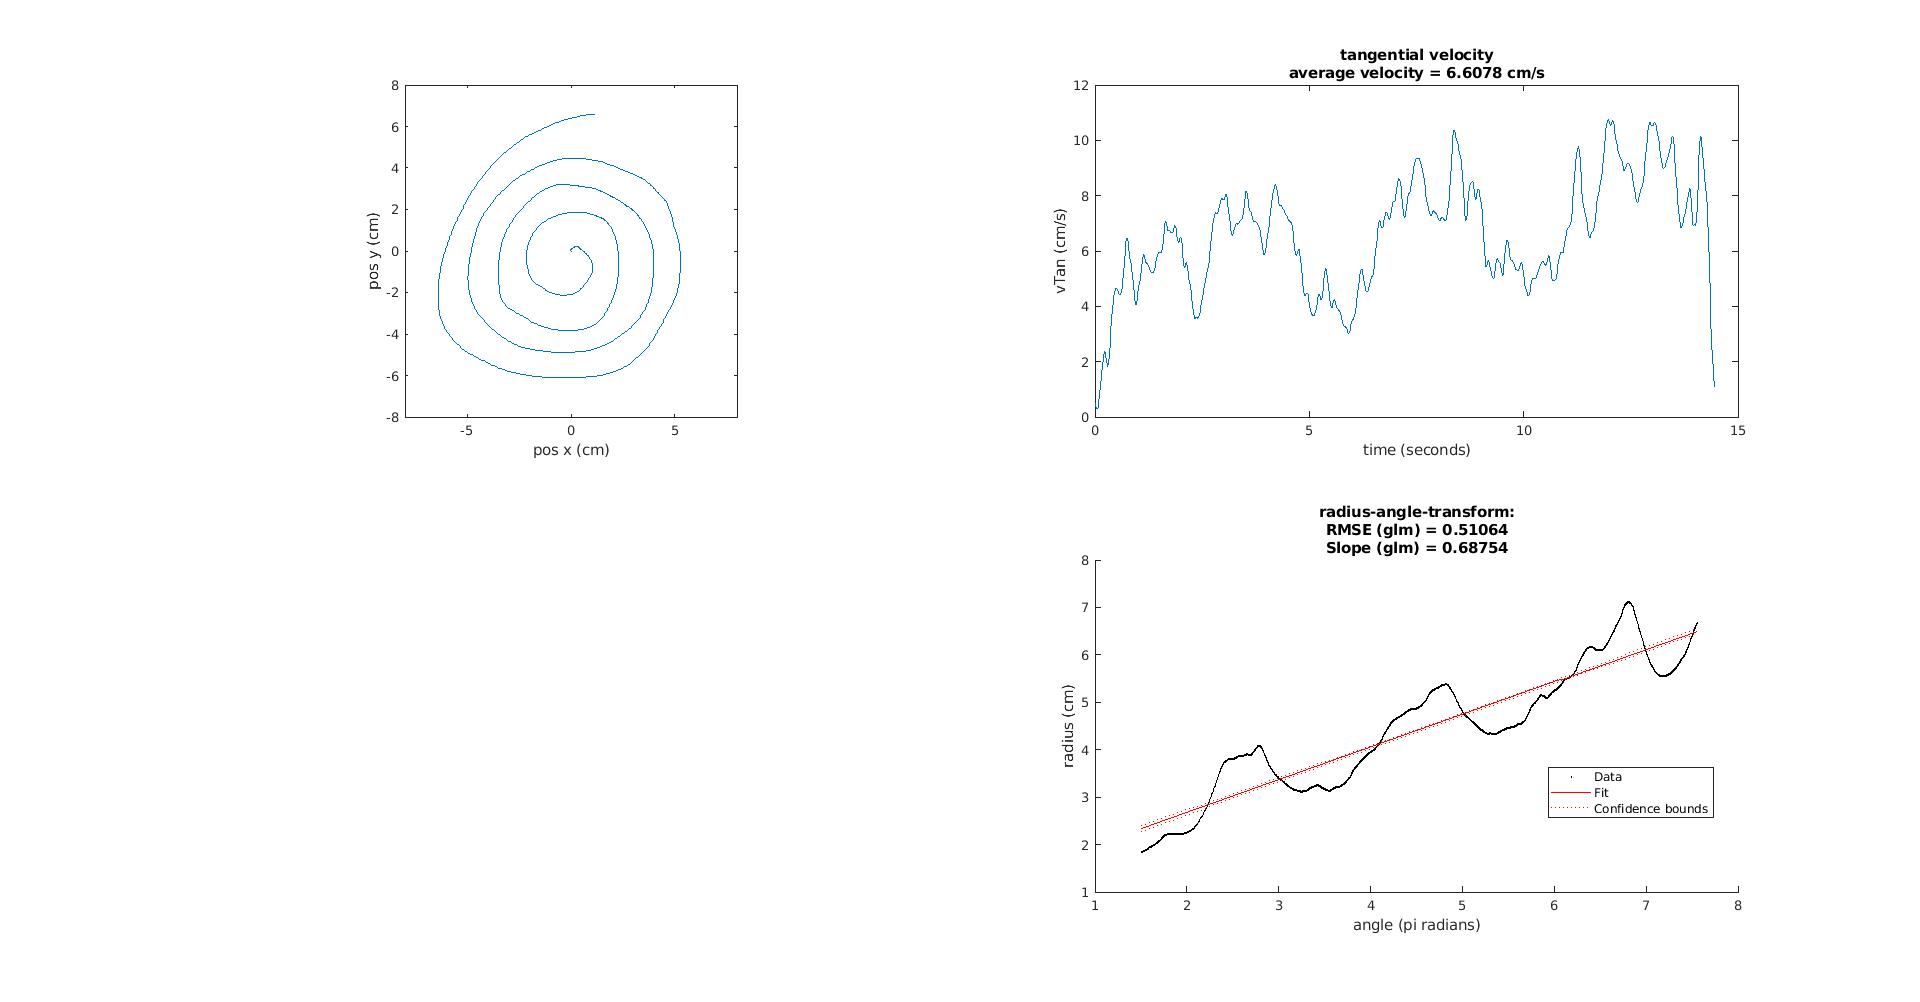 8
6
4
2
0
-2
-4
-6
-8
-5 0 5
pos x (cm)
pos y (cm)
tangential velocity
average velocity = 6.6078 cm/s
12
10
8
6
4
2
0
0 5 10 15
time (seconds)
vTan (cm/s)
radius-angle-transform:
RMSE (glm) = 0.51064
Slope (glm) = 0.68754
8
7
6
5
4
3
2
1
1 2 3 4 5 6 7 8
angle (pi radians)
radius (cm)
Data
Fit
Confidence bounds